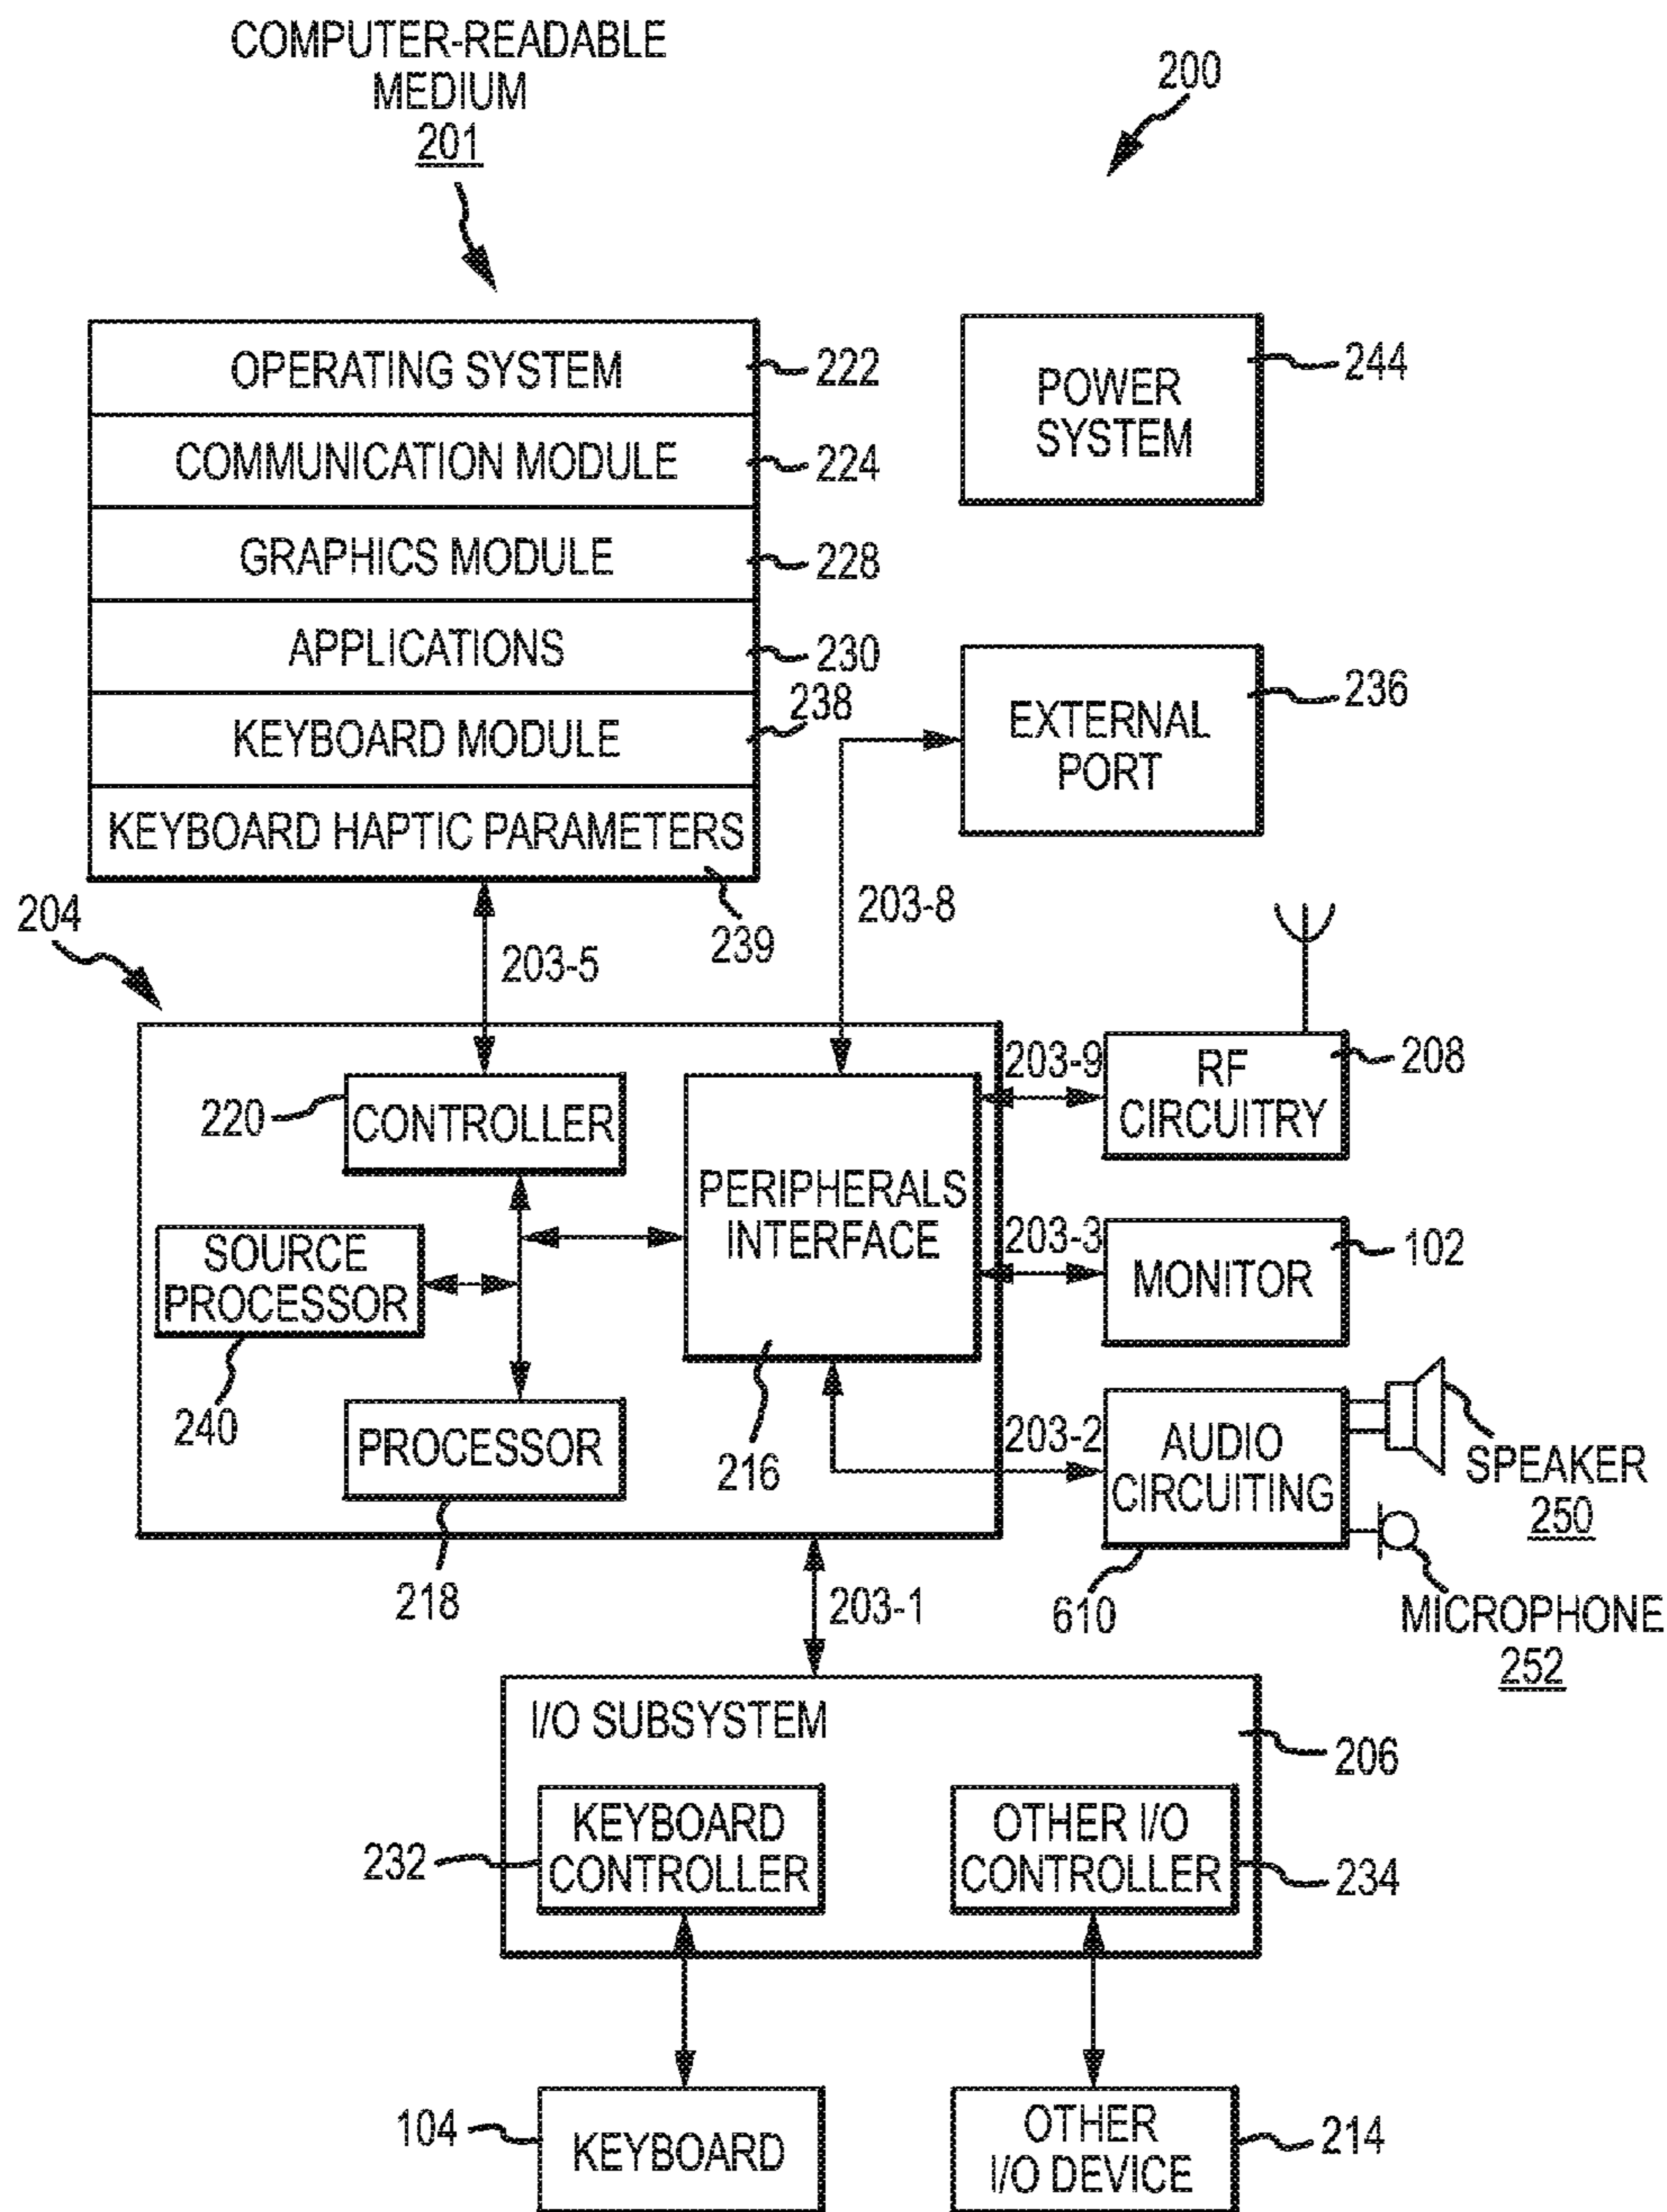 COMPUTER-READABLE
MEDIUM
201
200
OPERATING SYSTEM
222
COMMUNICATION MODULE
224
GRAPHICS MODULE
228
APPLICATIONS
230
KEYBOARD MODULE
238
KEYBOARD HAPTIC PARAMETERS
239
POWER
SYSTEM
244
EXTERNAL
PORT
236
203-8
203-5
204
220
CONTROLLER
SOURCE
PROCESSOR
240
PROCESSOR
218
PERIPHERALS
INTERFACE
216
203-9
RF
CIRCUITRY
208
203-3
MONITOR
102
203-2
AUDIO
CIRCUITING
610
SPEAKER
250
MICROPHONE
252
203-1
I/O SUBSYSTEM
206
KEYBOARD
CONTROLLER
232
OTHER I/O
CONTROLLER
234
104
KEYBOARD
OTHER
I/O DEVICE
214